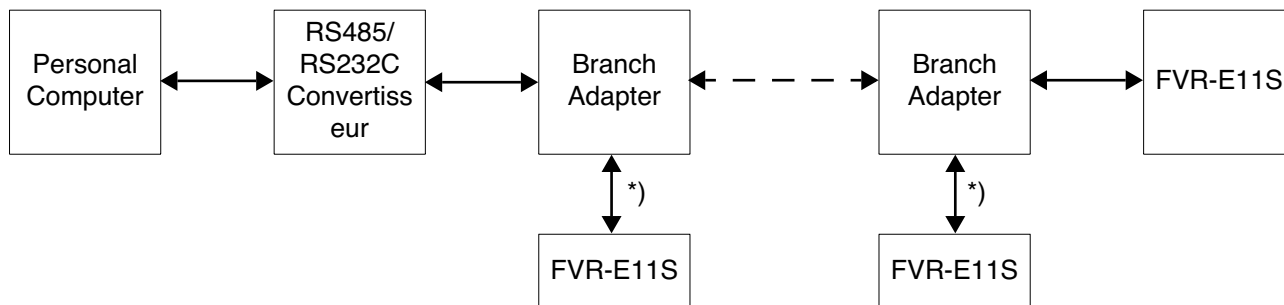 Personal
Computer
RS485/
RS232C
Convertiss
eur
Branch
Adapter
Branch
Adapter
FVR-E11S
*)
*)
FVR-E11S
FVR-E11S